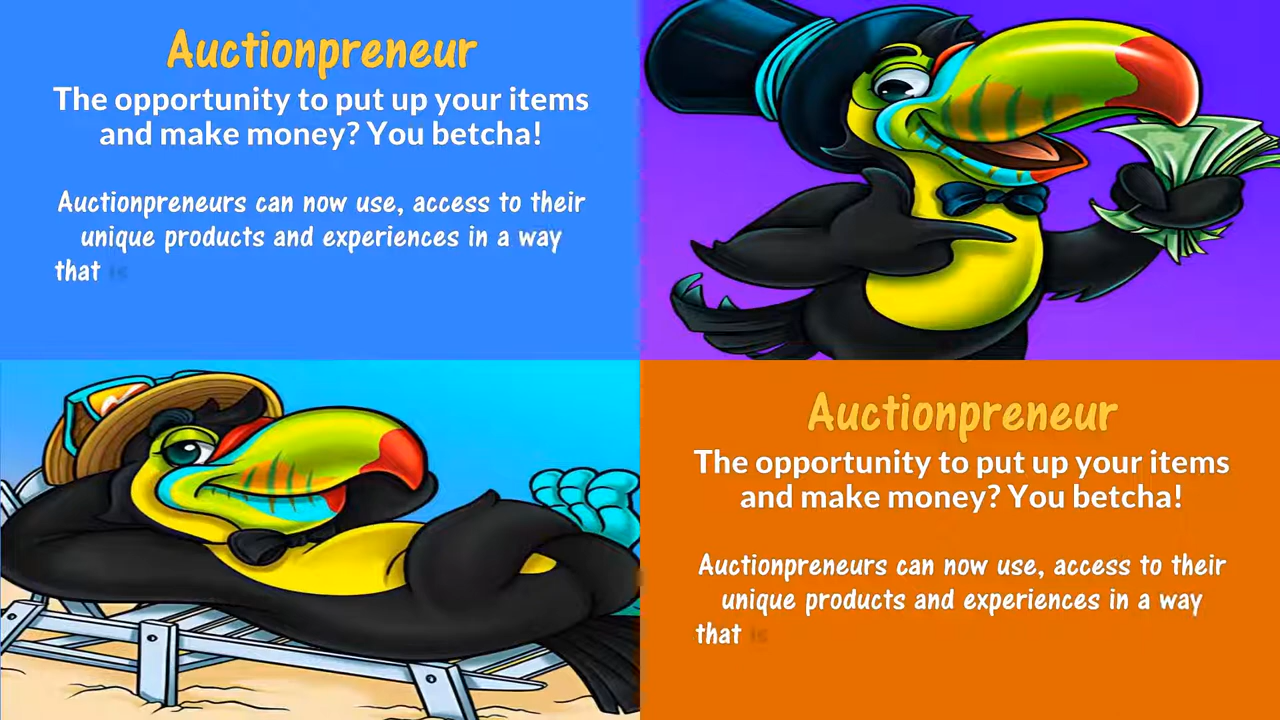 Auctionpreneur
The opportunity to put up your items
and make money? You betcha!
Auctionpreneurs can now use, access to their
unique products and experiences in a way
that is
Auctionpreneur
The opportunity to put up your items
and make money? You betcha!
Auctionpreneurs can now use, access to their
unique products and experiences in a way
that is